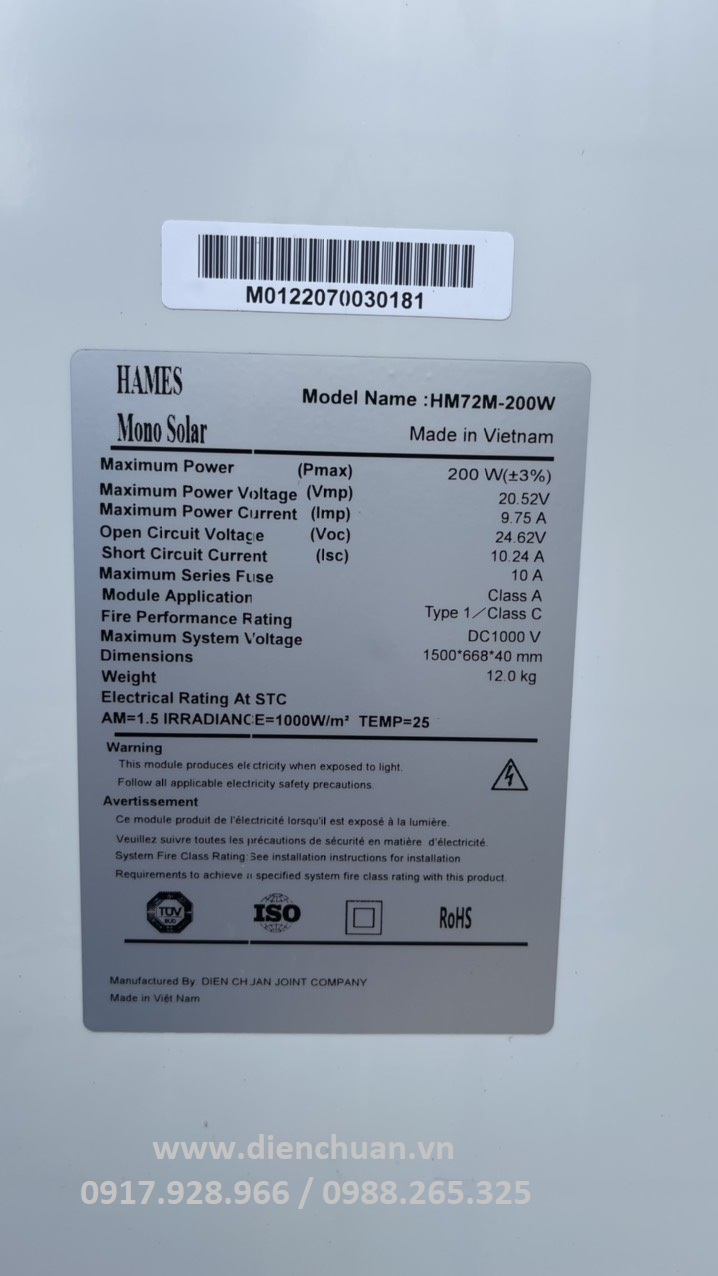 M0122070030181
HAMES
Model Name :HM72M-200W
Mono Solar
Made in Vietnam
Maximum Power (Pmax) 200 W(±3%)
Maximum Power Voltage (Vmp) 20.52V
Maximum Power Current (Imp) 9.75 A
Open Circuit Voltage (Voc) 24.62V
Short Circuit Current (Isc) 10.24 A
Maximum Series Fuse 10 A
Module Application Class A
Fire Performance Rating Type 1/Class C
Maximum System Voltage DC1000 V
Dimensions 1500*668*40 mm
Weight 12.0 kg
Electrical Rating At STC
AM=1.5 IRRADIANCE=1000W/m² TEMP=25
Warning
This module produces electricity when exposed to light.
Follow all applicable electricity safety precautions.
Avertissement
Ce module produit de l'électricité lorsqu'il est exposé à la lumière.
Veuillez suivre toutes les précautions de sécurité en matière d'électricité.
System Fire Class Rating: See installation instructions for installation
Requirements to achieve a specified system fire class rating with this product.
TÜV
ISO
RoHS
Manufactured By: DIEN CHUAN JOINT COMPANY
Made in Việt Nam
www.dienchuan.vn
0917.928.966 / 0988.265.325